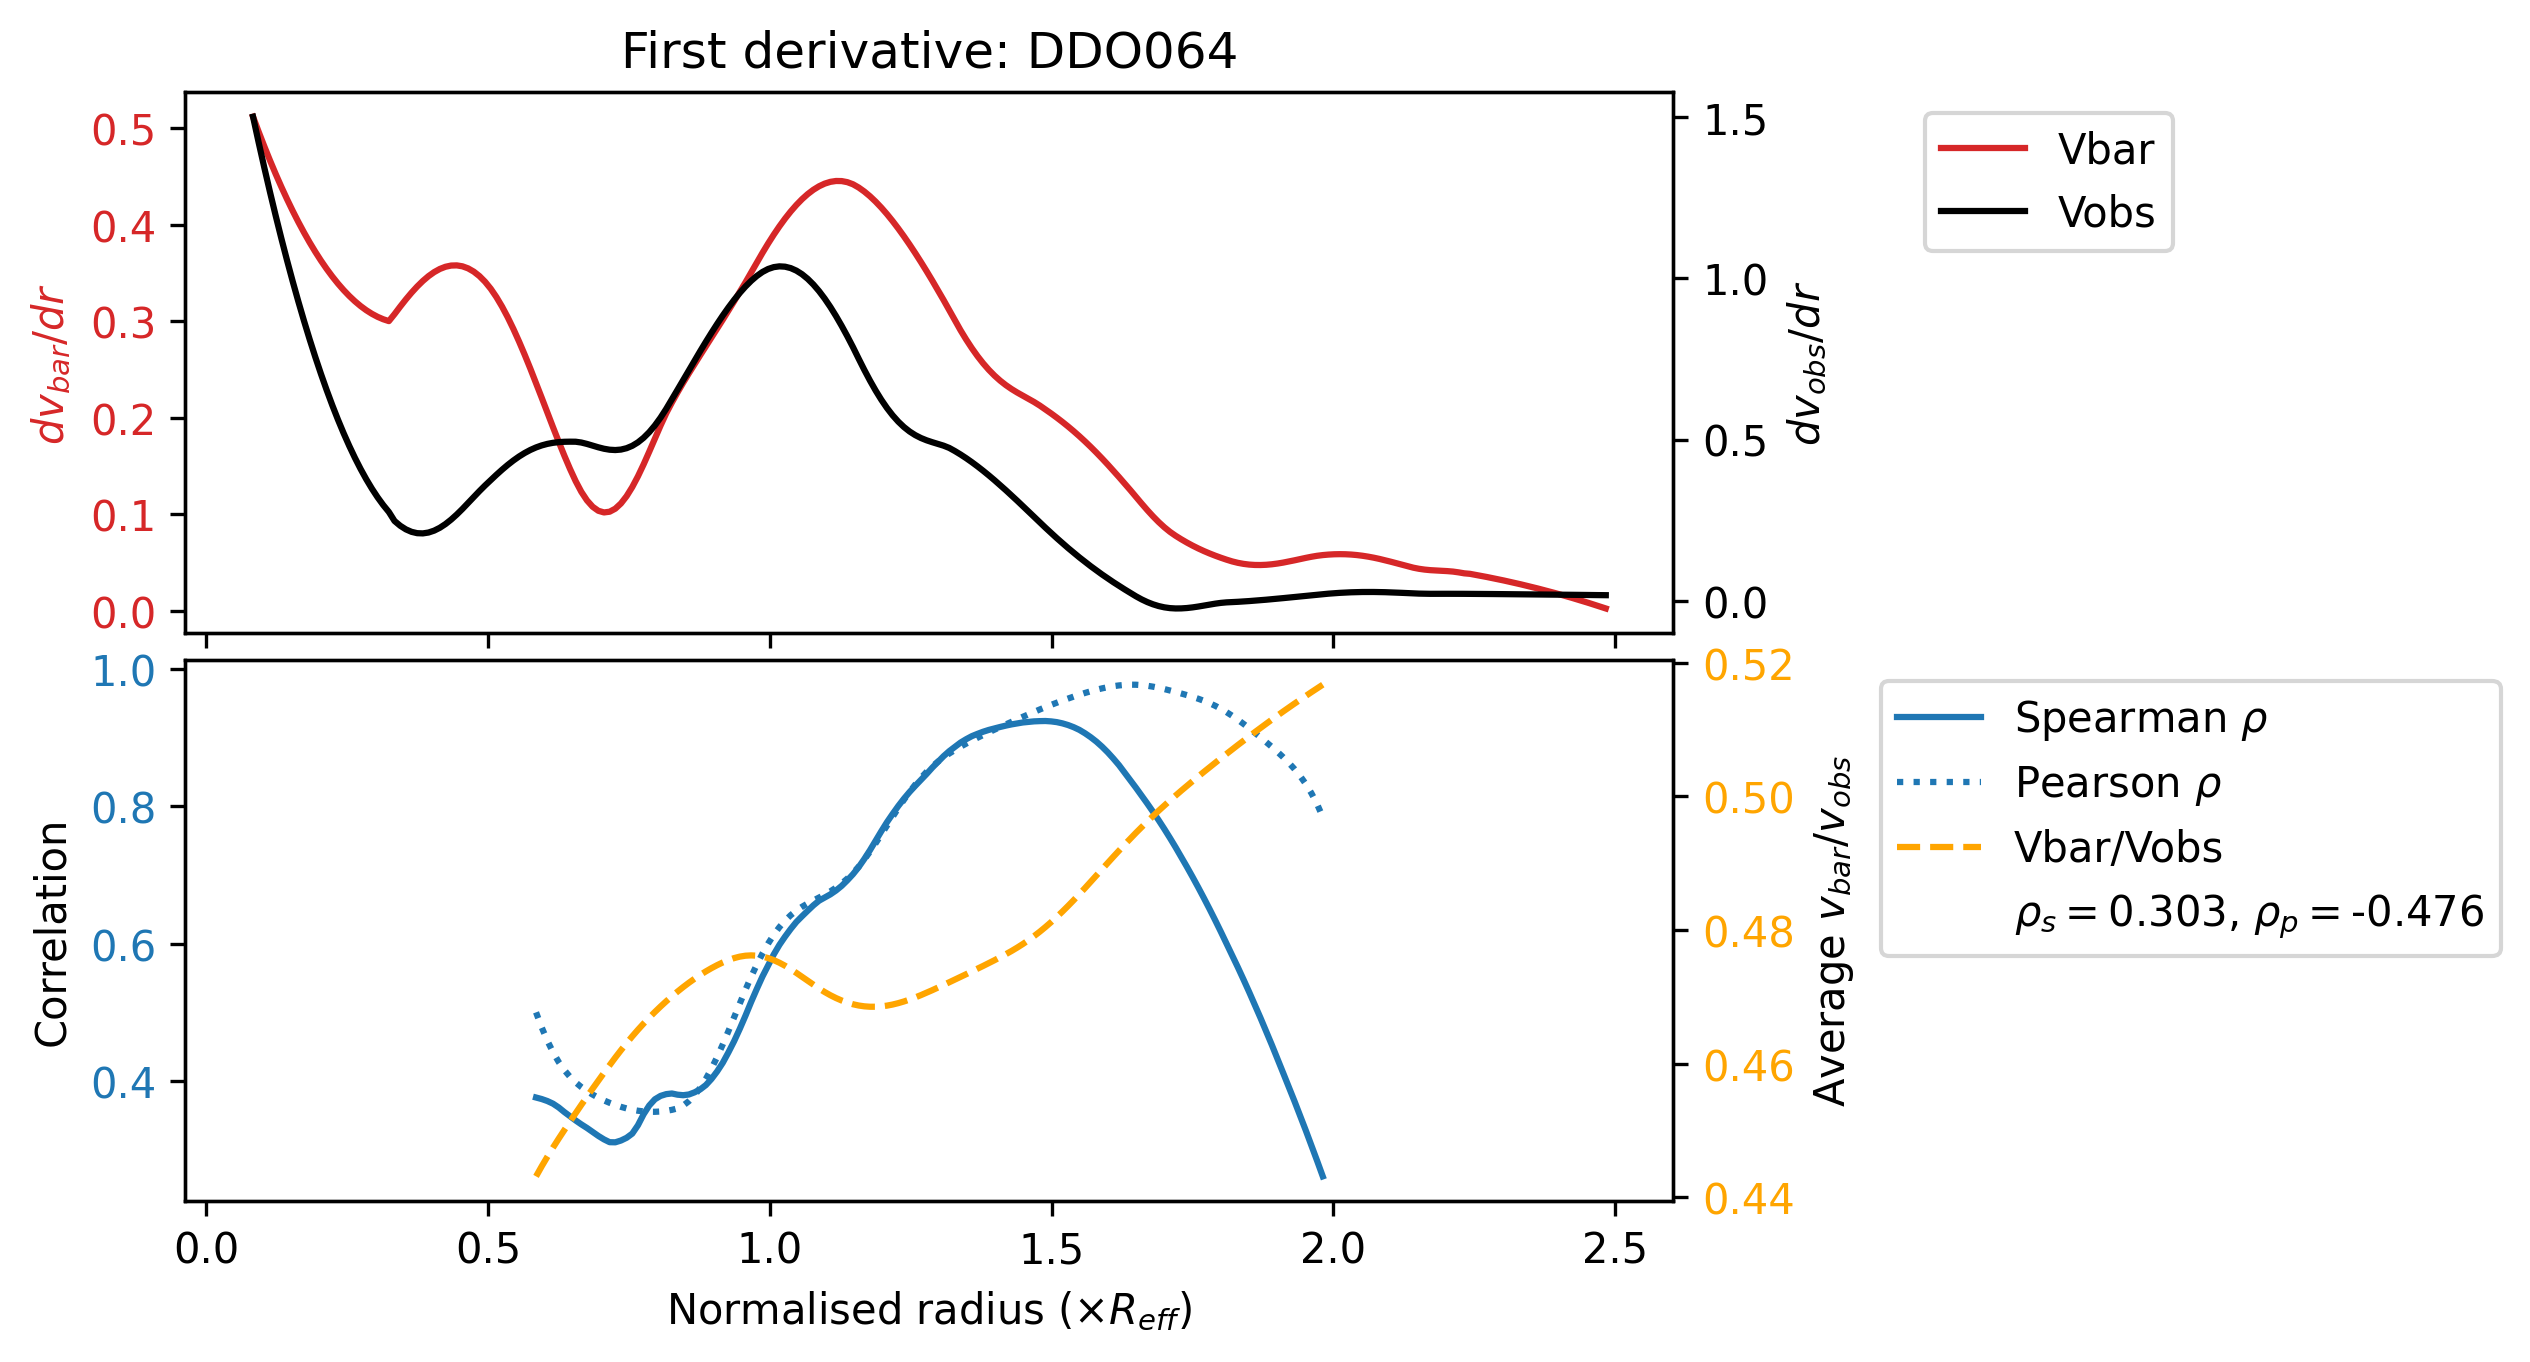 First derivative: DDO064
0.5
0.4
0.3
0.2
0.1
0.0
dv_bar/dr
1.5
1.0
0.5
0.0
dv_obs/dr
Vbar
Vobs
1.0
0.8
0.6
0.4
Correlation
0.52
0.50
0.48
0.46
0.44
Average v_bar/v_obs
Spearman ρ
Pearson ρ
Vbar/Vobs
ρ_s = 0.303, ρ_p = -0.476
0.0 0.5 1.0 1.5 2.0 2.5
Normalised radius (×R_eff)